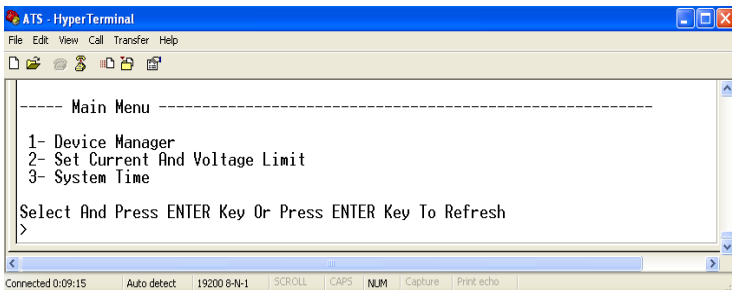 ATS - HyperTerminal
File Edit View Call Transfer Help
----- Main Menu ---------------------------------------------------------
1- Device Manager
2- Set Current And Voltage Limit
3- System Time
Select And Press ENTER Key Or Press ENTER Key To Refresh
>
Connected 0:09:15 Auto detect 19200 8-N-1 SCROLL CAPS NUM Capture Print echo